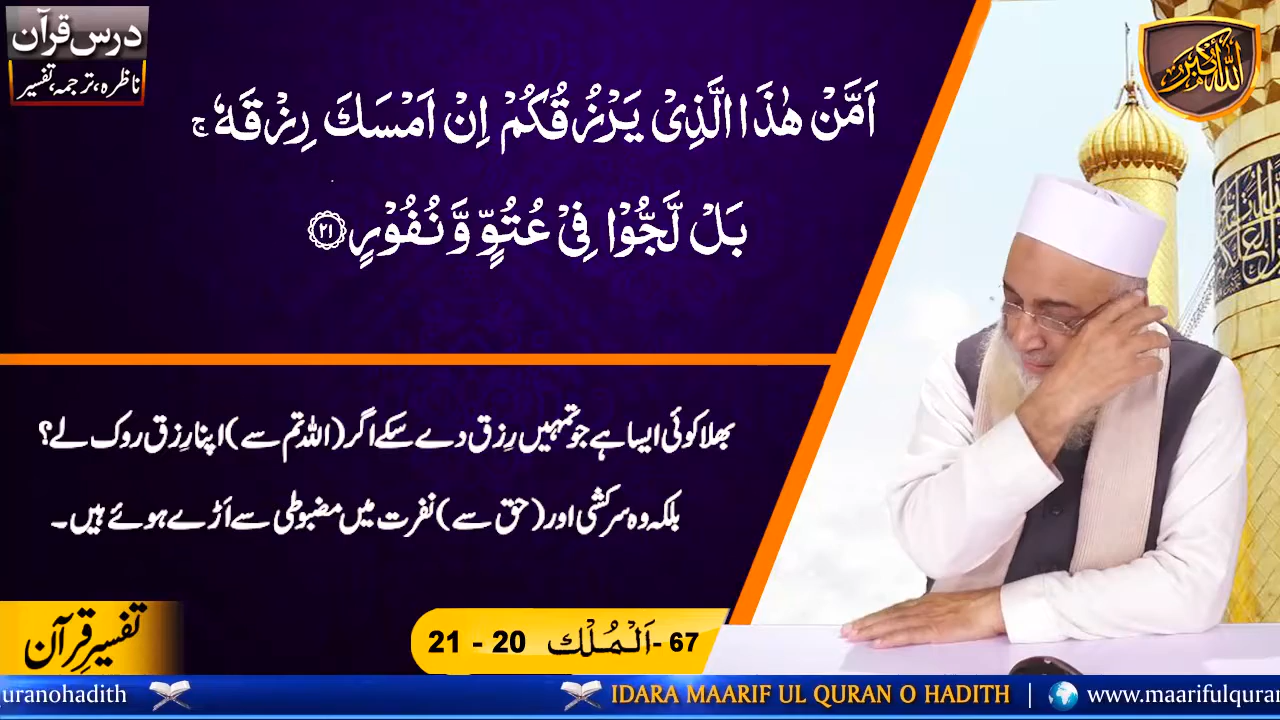 درس قرآن
ناظرہ، ترجمہ، تفسیر
اَللّٰهُ اَکْبَر
اَمَّنْ هٰذَا الَّذِیْ یَرْزُقُکُمْ اِنْ اَمْسَكَ رِزْقَهٗ ۚ
بَلْ لَّجُّوْا فِیْ عُتُوٍّ وَّ نُفُوْرٍ ۝۲۱
بھلا کوئی ایسا ہے جو تمہیں رِزق دے سکے اگر (اللہ تم سے) اپنا رِزق روک لے؟
بلکہ وہ سرکشی اور (حق سے) نفرت میں مضبوطی سے اَڑے ہوئے ہیں۔
تفسیرِ قرآن
67- اَلْمُلْك 20 - 21
uranohadith IDARA MAARIF UL QURAN O HADITH | www.maarifulquran